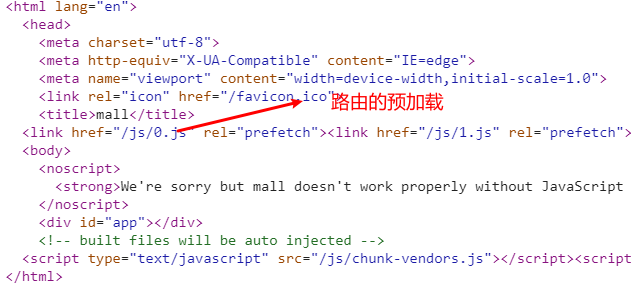 <html lang="en">
<head>
<meta charset="utf-8">
<meta http-equiv="X-UA-Compatible" content="IE=edge">
<meta name="viewport" content="width=device-width,initial-scale=1.0">
<link rel="icon" href="/favicon.ico"
路由的预加载
<title>mall</title>
<link href="/js/0.js" rel="prefetch"><link href="/js/1.js" rel="prefetch">
<body>
<noscript>
<strong>We're sorry but mall doesn't work properly without JavaScript
</noscript>
<div id="app"></div>
<!-- built files will be auto injected -->
<script type="text/javascript" src="/js/chunk-vendors.js"></script><script
</html>